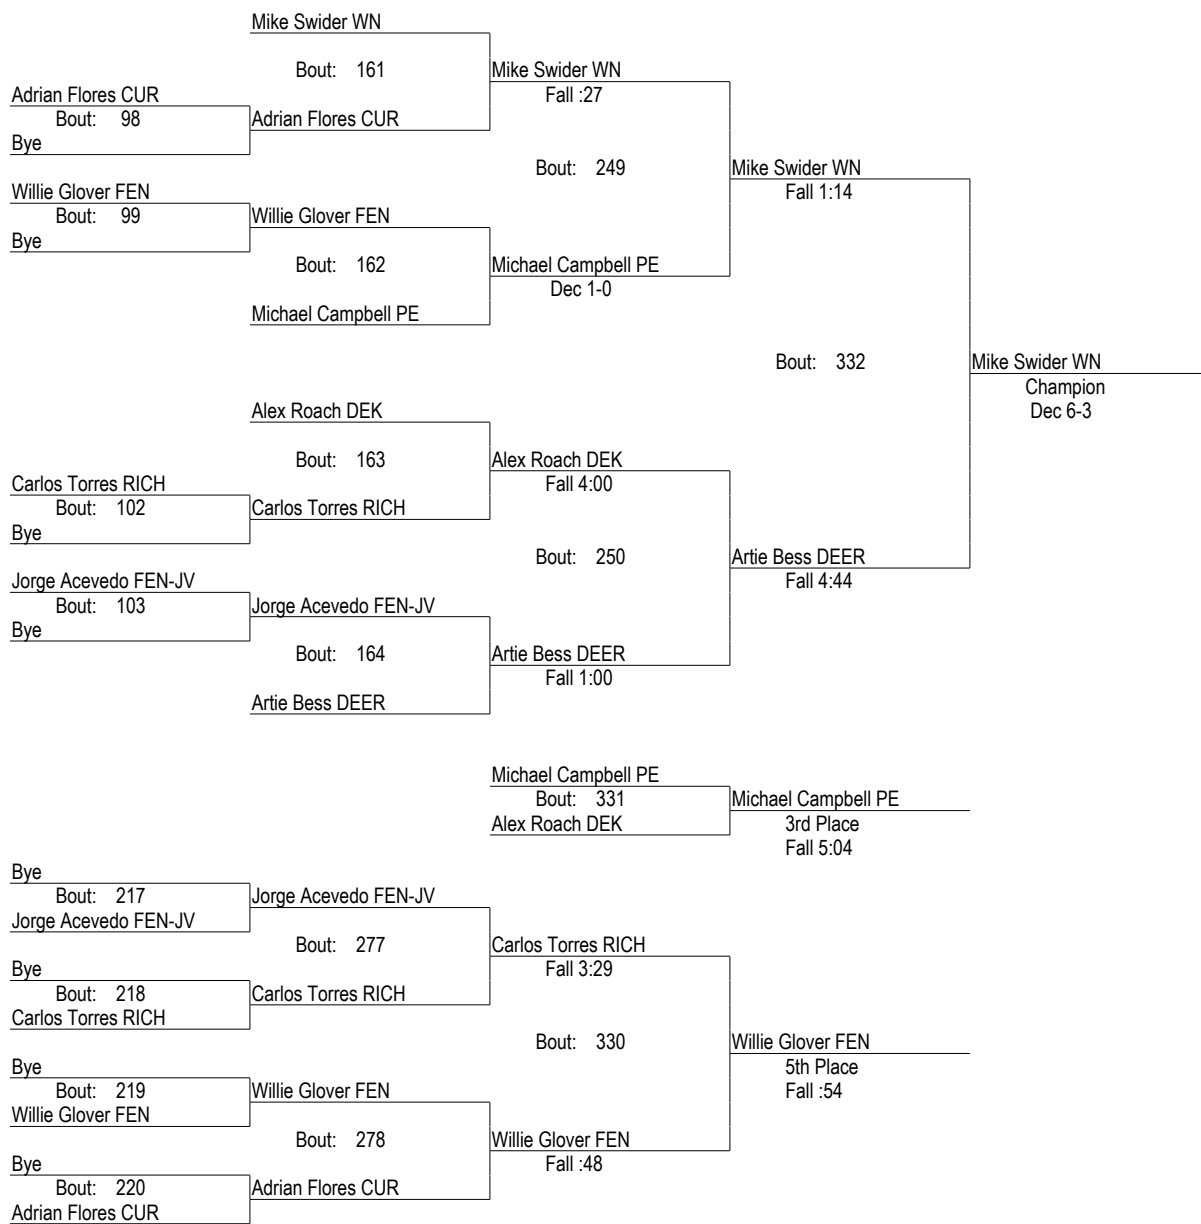 Mike Swider WN
Bout: 161
Mike Swider WN
Adrian Flores CUR
Fall :27
Bout: 98
Adrian Flores CUR
Bye
Bout: 249
Mike Swider WN
Willie Glover FEN
Fall 1:14
Bout: 99
Willie Glover FEN
Bye
Bout: 162
Michael Campbell PE
Dec 1-0
Michael Campbell PE
Bout: 332
Mike Swider WN
Champion
Dec 6-3
Alex Roach DEK
Bout: 163
Alex Roach DEK
Carlos Torres RICH
Fall 4:00
Bout: 102
Carlos Torres RICH
Bye
Bout: 250
Artie Bess DEER
Jorge Acevedo FEN-JV
Fall 4:44
Bout: 103
Jorge Acevedo FEN-JV
Bye
Bout: 164
Artie Bess DEER
Fall 1:00
Artie Bess DEER
Michael Campbell PE
Bout: 331
Michael Campbell PE
Alex Roach DEK
3rd Place
Fall 5:04
Bye
Bout: 217
Jorge Acevedo FEN-JV
Jorge Acevedo FEN-JV
Bout: 277
Carlos Torres RICH
Bye
Fall 3:29
Bout: 218
Carlos Torres RICH
Carlos Torres RICH
Bout: 330
Willie Glover FEN
Bye
5th Place
Bout: 219
Willie Glover FEN
Fall :54
Willie Glover FEN
Bout: 278
Willie Glover FEN
Bye
Fall :48
Bout: 220
Adrian Flores CUR
Adrian Flores CUR